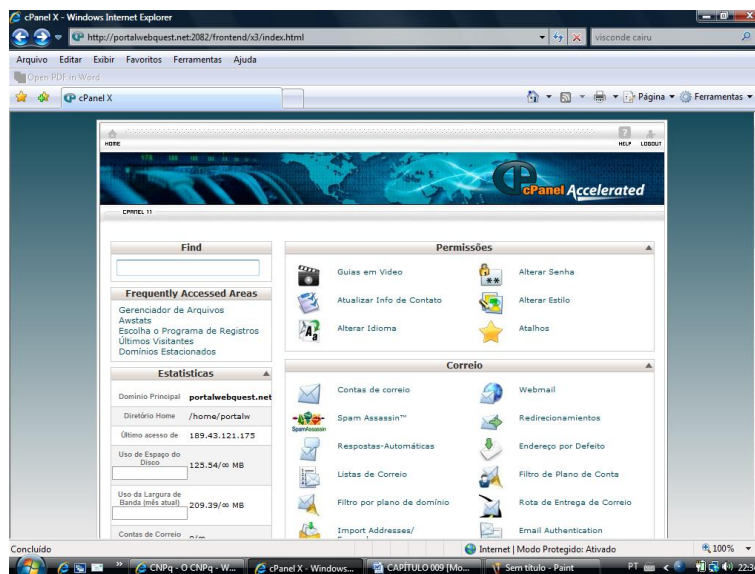 cPanel X - Windows Internet Explorer
http://portalwebquest.net:2082/frontend/x3/index.html
visconde cairu
Arquivo Editar Exibir Favoritos Ferramentas Ajuda
Open PDF in Word
cPanel X
Página
Ferramentas
HOME
HELP LOGOUT
cPanel Accelerated
CPANEL 11
Find
Frequently Accessed Areas
Gerenciador de Arquivos
Awstats
Escolha o Programa de Registros
Últimos Visitantes
Domínios Estacionados
Estatisticas
Dominio Principal portalwebquest.net
Diretório Home /home/portalw
Último acesso de 189.43.121.175
Uso de Espaço do Disco 125.54/∞ MB
Uso da Largura de Banda (mês atual) 209.39/∞ MB
Contas de Correio
Permissões
Guias em Video
Alterar Senha
Atualizar Info de Contato
Alterar Estilo
Alterar Idioma
Atalhos
Correio
Contas de correio
Webmail
SpamAssassin
Spam Assassin™
Redirecionamientos
Respostas-Automáticas
Endereço por Defeito
Listas de Correio
Filtro de Plano de Conta
Filtro por plano de domínio
Rota de Entrega de Correio
Import Addresses/
Email Authentication
Concluído
Internet | Modo Protegido: Ativado
100%
CNPq - O CNPq - W...
cPanel X - Windows...
CAPÍTULO 009 [Mo...
Sem título - Paint
PT